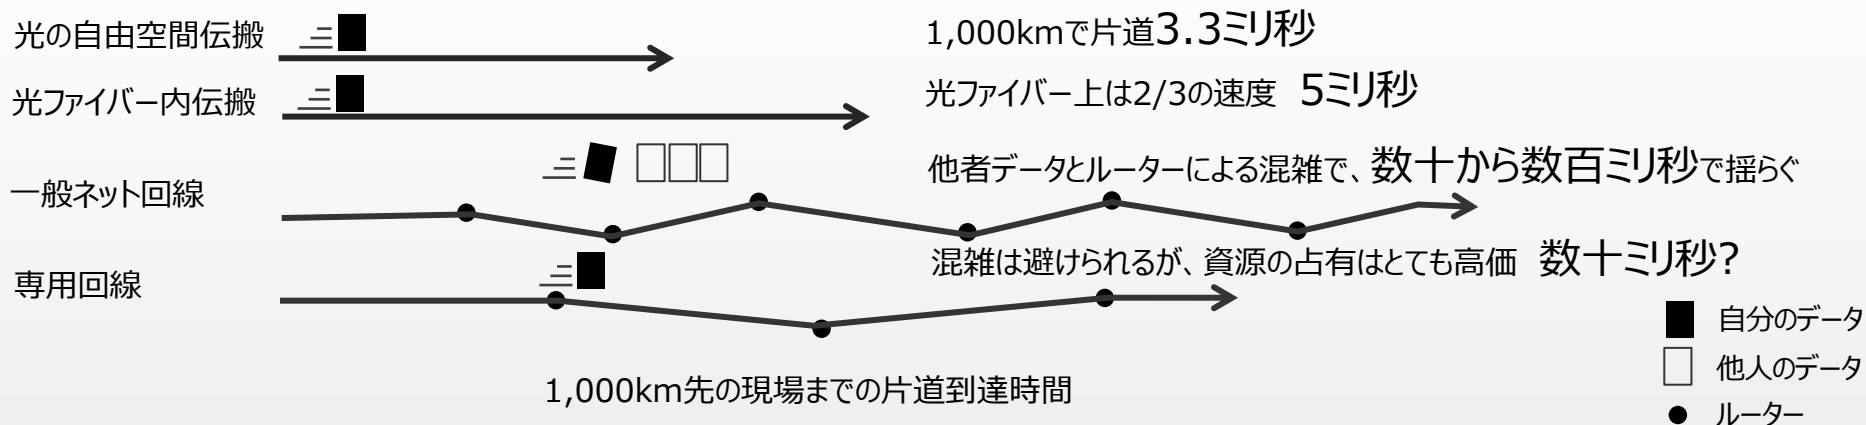 光の自由空間伝搬
1,000kmで片道3.3ミリ秒
光ファイバー内伝搬
光ファイバー上は2/3の速度 5ミリ秒
一般ネット回線
他者データとルーターによる混雑で、数十から数百ミリ秒で揺らぐ
専用回線
混雑は避けられるが、資源の占有はとても高価 数十ミリ秒?
1,000km先の現場までの片道到達時間
自分のデータ
他人のデータ
ルーター